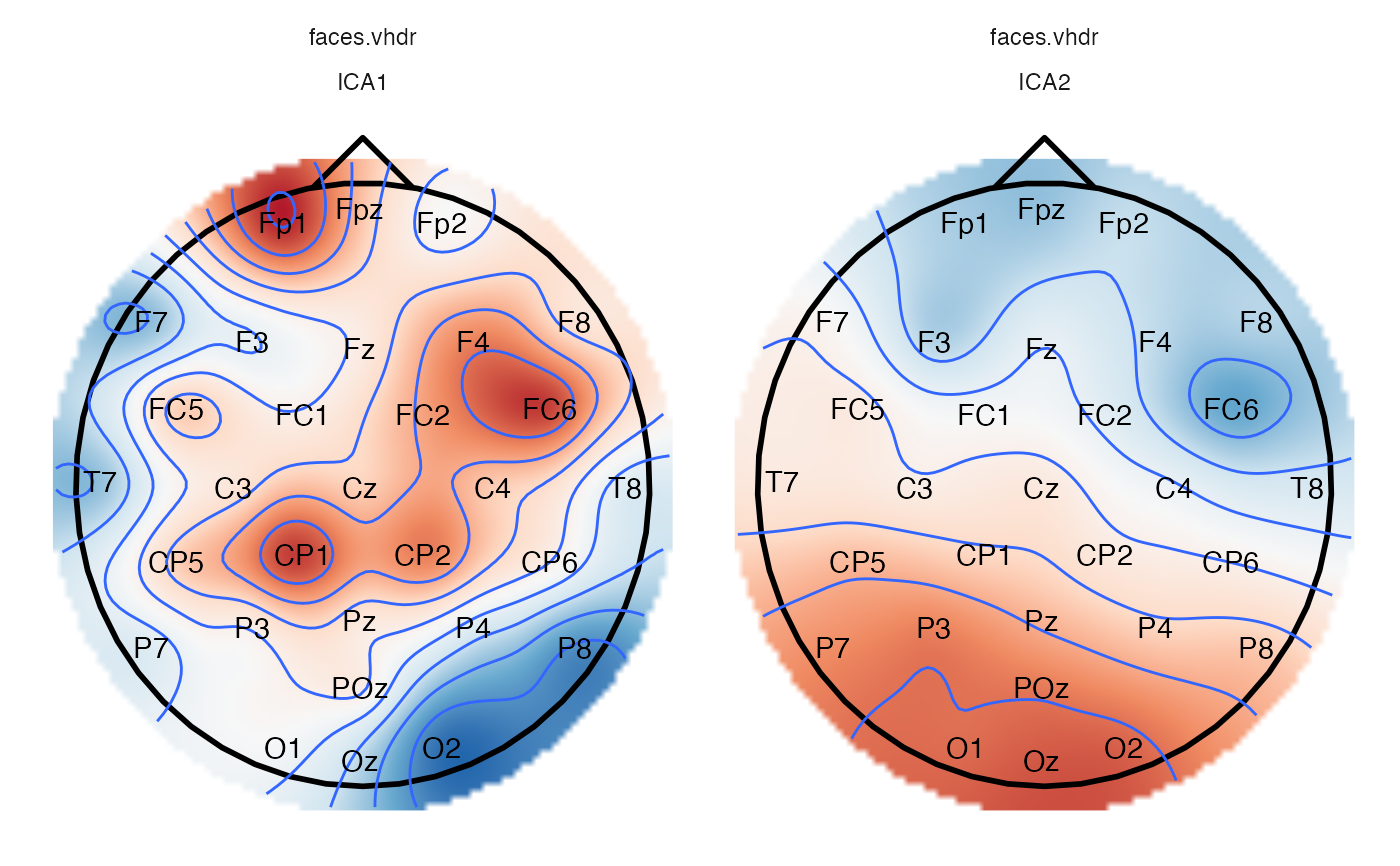 faces.vhdr
ICA1
Fp1 Fpz Fp2
F7 F3 Fz F4 F8
FC5 FC1 FC2 FC6
T7 C3 Cz C4 T8
CP5 CP1 CP2 CP6
P7 P3 Pz P4 P8
POz
O1 Oz O2
faces.vhdr
ICA2
Fp1 Fpz Fp2
F7 F3 Fz F4 F8
FC5 FC1 FC2 FC6
T7 C3 Cz C4 T8
CP5 CP1 CP2 CP6
P7 P3 Pz P4 P8
POz
O1 Oz O2